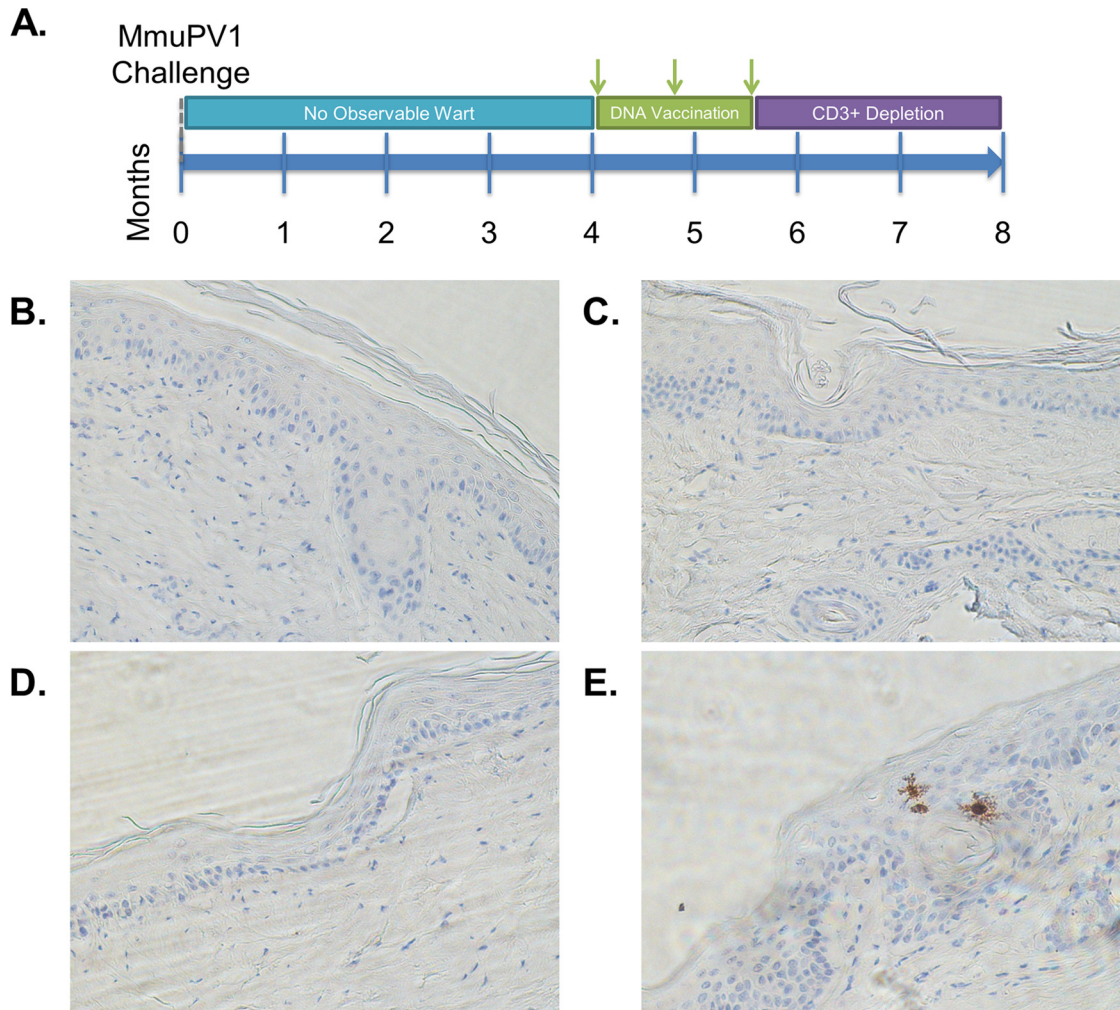 A.
MmuPV1
Challenge
No Observable Wart
DNA Vaccination
CD3+ Depletion
Months
0 1 2 3 4 5 6 7 8
B.
C.
D.
E.